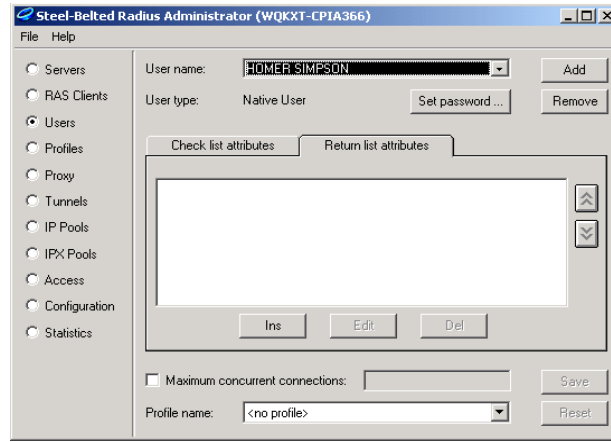 Steel-Belted Radius Administrator (WQKXT-CPIA366)
File Help
Servers
RAS Clients
Users
Profiles
Proxy
Tunnels
IP Pools
IPX Pools
Access
Configuration
Statistics
User name: HOMER SIMPSON Add
User type: Native User Set password ... Remove
Check list attributes Return list attributes
Ins Edit Del
Maximum concurrent connections: Save
Profile name: <no profile> Reset